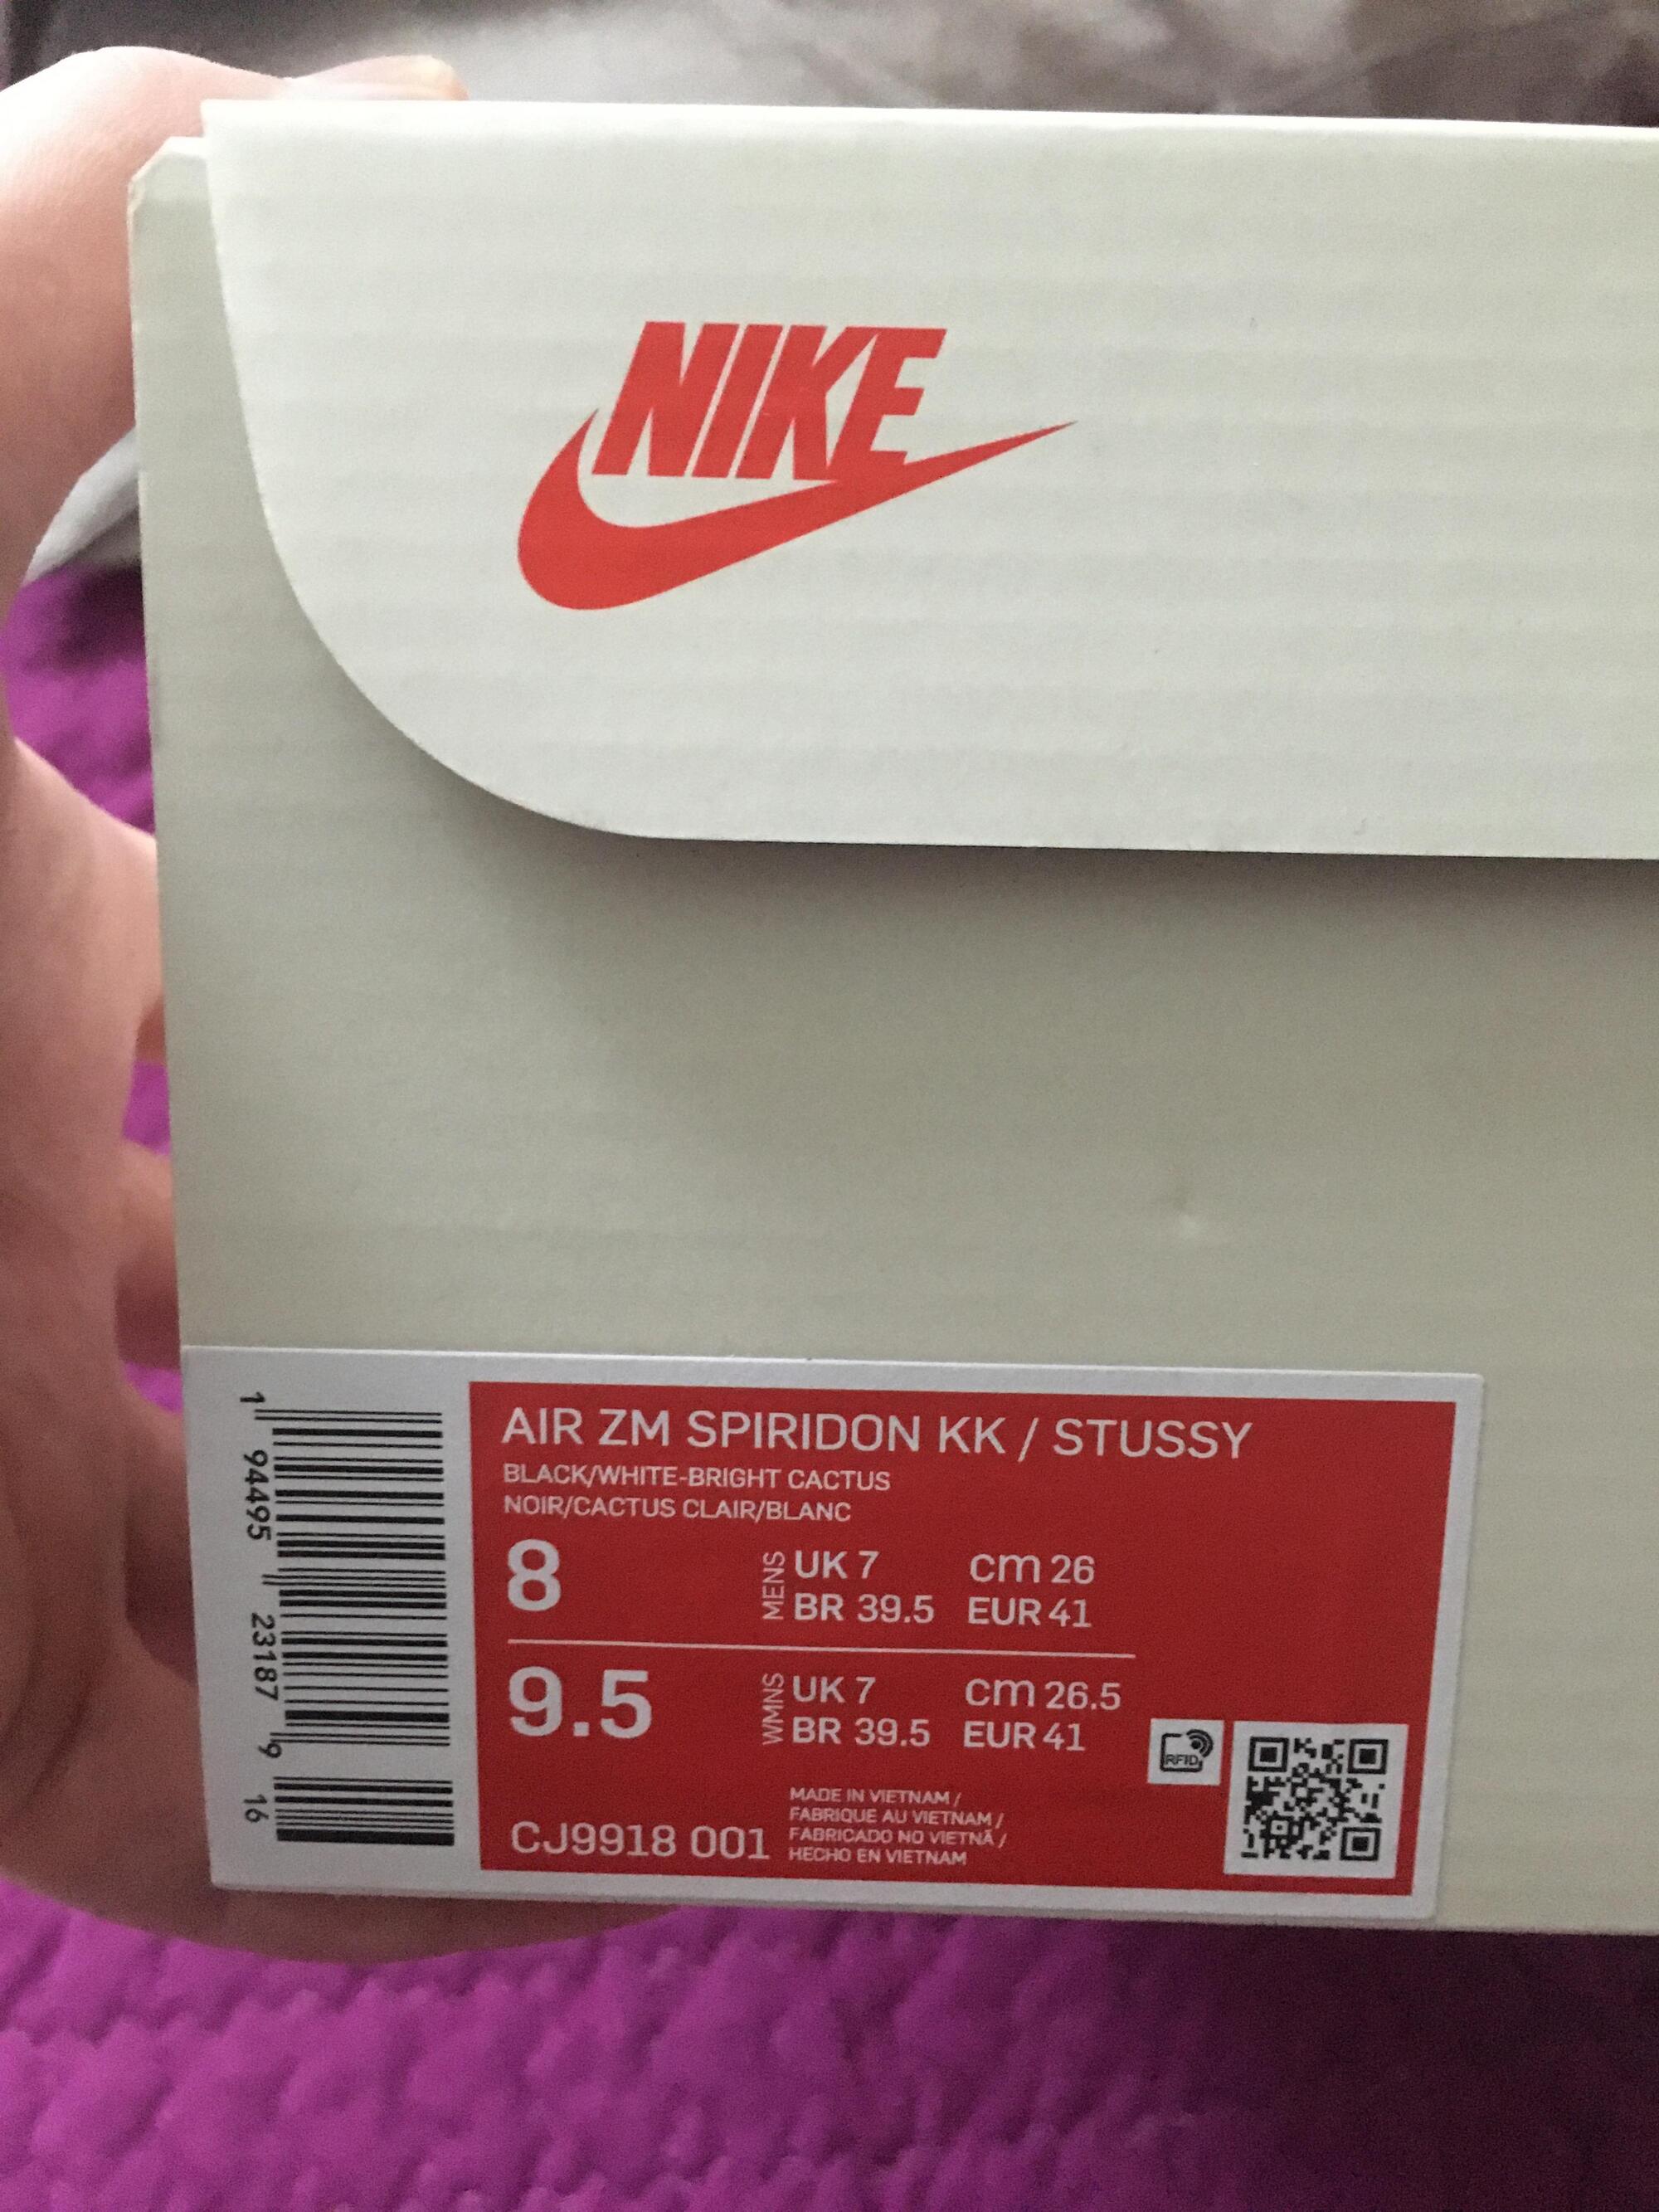 NIKE
AIR ZM SPIRIDON KK / STUSSY
BLACK/WHITE-BRIGHT CACTUS
NOIR/CACTUS CLAIR/BLANC
8
MENS
UK 7 cm 26
BR 39.5 EUR 41
9.5
WMNS
UK 7 cm 26.5
BR 39.5 EUR 41
RFID
CJ9918 001
MADE IN VIETNAM /
FABRIQUE AU VIETNAM /
FABRICADO NO VIETNÃ /
HECHO EN VIETNAM
1 94495 23187 9 16